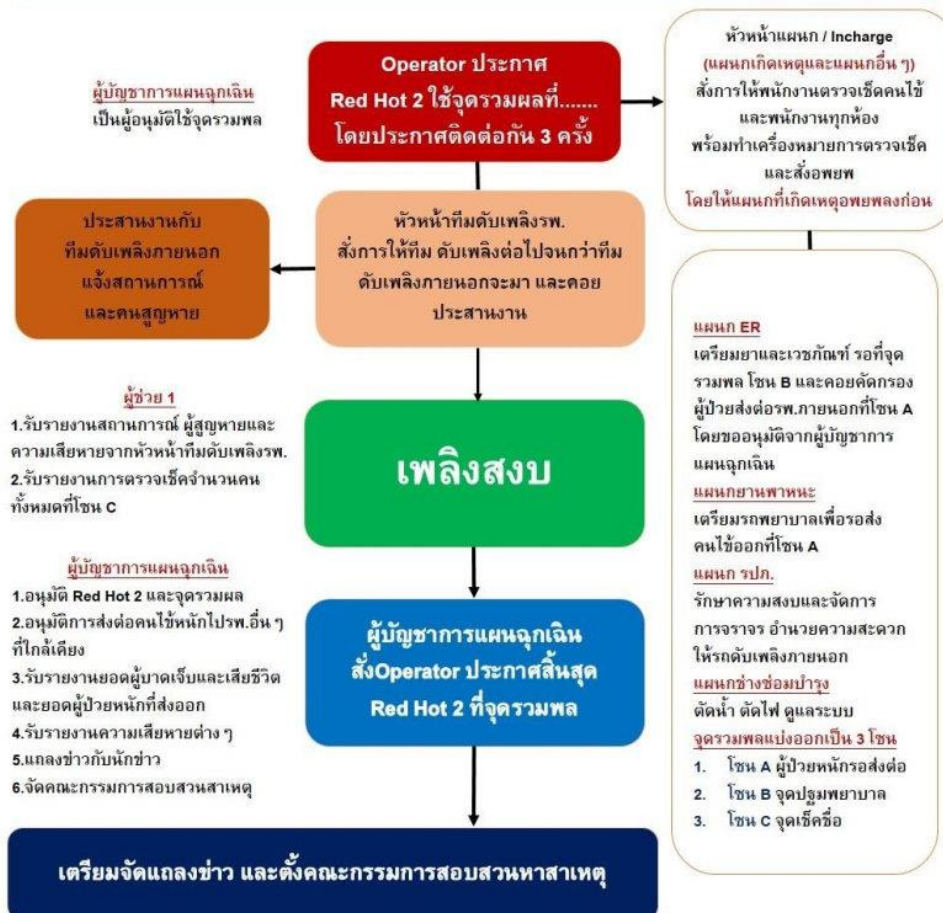 ผู้บัญชาการแผนฉุกเฉิน
เป็นผู้อนุมัติใช้จุดรวมพล
Operator ประกาศ
Red Hot 2 ใช้จุดรวมผลที่.......
โดยประกาศติดต่อกัน 3 ครั้ง
หัวหน้าแผนก / Incharge
(แผนกเกิดเหตุและแผนกอื่น ๆ)
สั่งการให้พนักงานตรวจเช็ดคนไข้
และพนักงานทุกห้อง
พร้อมทำเครื่องหมายการตรวจเช็ค
และสั่งอพยพ
โดยให้แผนกที่เกิดเหตุอพยพลงก่อน
ประสานงานกับ
ทีมดับเพลิงภายนอก
แจ้งสถานการณ์
และคนสูญหาย
หัวหน้าทีมดับเพลิงรพ.
สั่งการให้ทีม ดับเพลิงต่อไปจนกว่าทีม
ดับเพลิงภายนอกจะมา และคอย
ประสานงาน
ผู้ช่วย 1
1.รับรายงานสถานการณ์ ผู้สูญหายและ
ความเสียหายจากหัวหน้าทีมดับเพลิงรพ.
2.รับรายงานการตรวจเช็คจำนวนคน
ทั้งหมดที่โซน C
เพลิงสงบ
ผู้บัญชาการแผนฉุกเฉิน
1.อนุมัติ Red Hot 2 และจุดรวมผล
2.อนุมัติการส่งต่อคนไข้หนักไปรพ.อื่น ๆ
ที่ใกล้เคียง
3.รับรายงานยอดผู้บาดเจ็บและเสียชีวิต
และยอดผู้ป่วยหนักที่ส่งออก
4.รับรายงานความเสียหายต่าง ๆ
5.แถลงข่าวกับนักข่าว
6.จัดคณะกรรมการสอบสวนสาเหตุ
ผู้บัญชาการแผนฉุกเฉิน
สั่งOperator ประกาศสิ้นสุด
Red Hot 2 ที่จุดรวมพล
แผนก ER
เตรียมยาและเวชภัณฑ์ รอที่จุด
รวมพล โซน B และคอยคัดกรอง
ผู้ป่วยส่งต่อรพ.ภายนอกที่โซน A
โดยขออนุมัติจากผู้บัญชาการ
แผนฉุกเฉิน
แผนกยานพาหนะ
เตรียมรถพยาบาลเพื่อรอส่ง
คนไข้ออกที่โซน A
แผนก รปภ.
รักษาความสงบและจัดการ
การจราจร อำนวยความสะดวก
ให้รถดับเพลิงภายนอก
แผนกช่างซ่อมบำรุง
ตัดน้ำ ตัดไฟ ดูแลระบบ
จุดรวมพลแบ่งออกเป็น 3 โซน
1. โซน A ผู้ป่วยหนักรอส่งต่อ
2. โซน B จุดปฐมพยาบาล
3. โซน C จุดเช็คชื่อ
เตรียมจัดแถลงข่าว และตั้งคณะกรรมการสอบสวนหาสาเหตุ